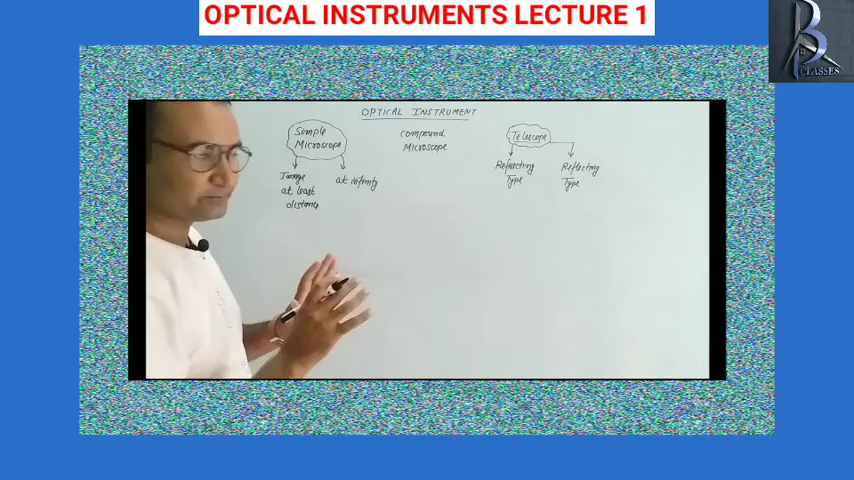 OPTICAL INSTRUMENTS LECTURE 1
CLASSES
OPTICAL INSTRUMENT
Simple
Microscope
Compound
Microscope
Telescope
Image
at least
distance
at infinity
Refracting
Type
Reflecting
Type